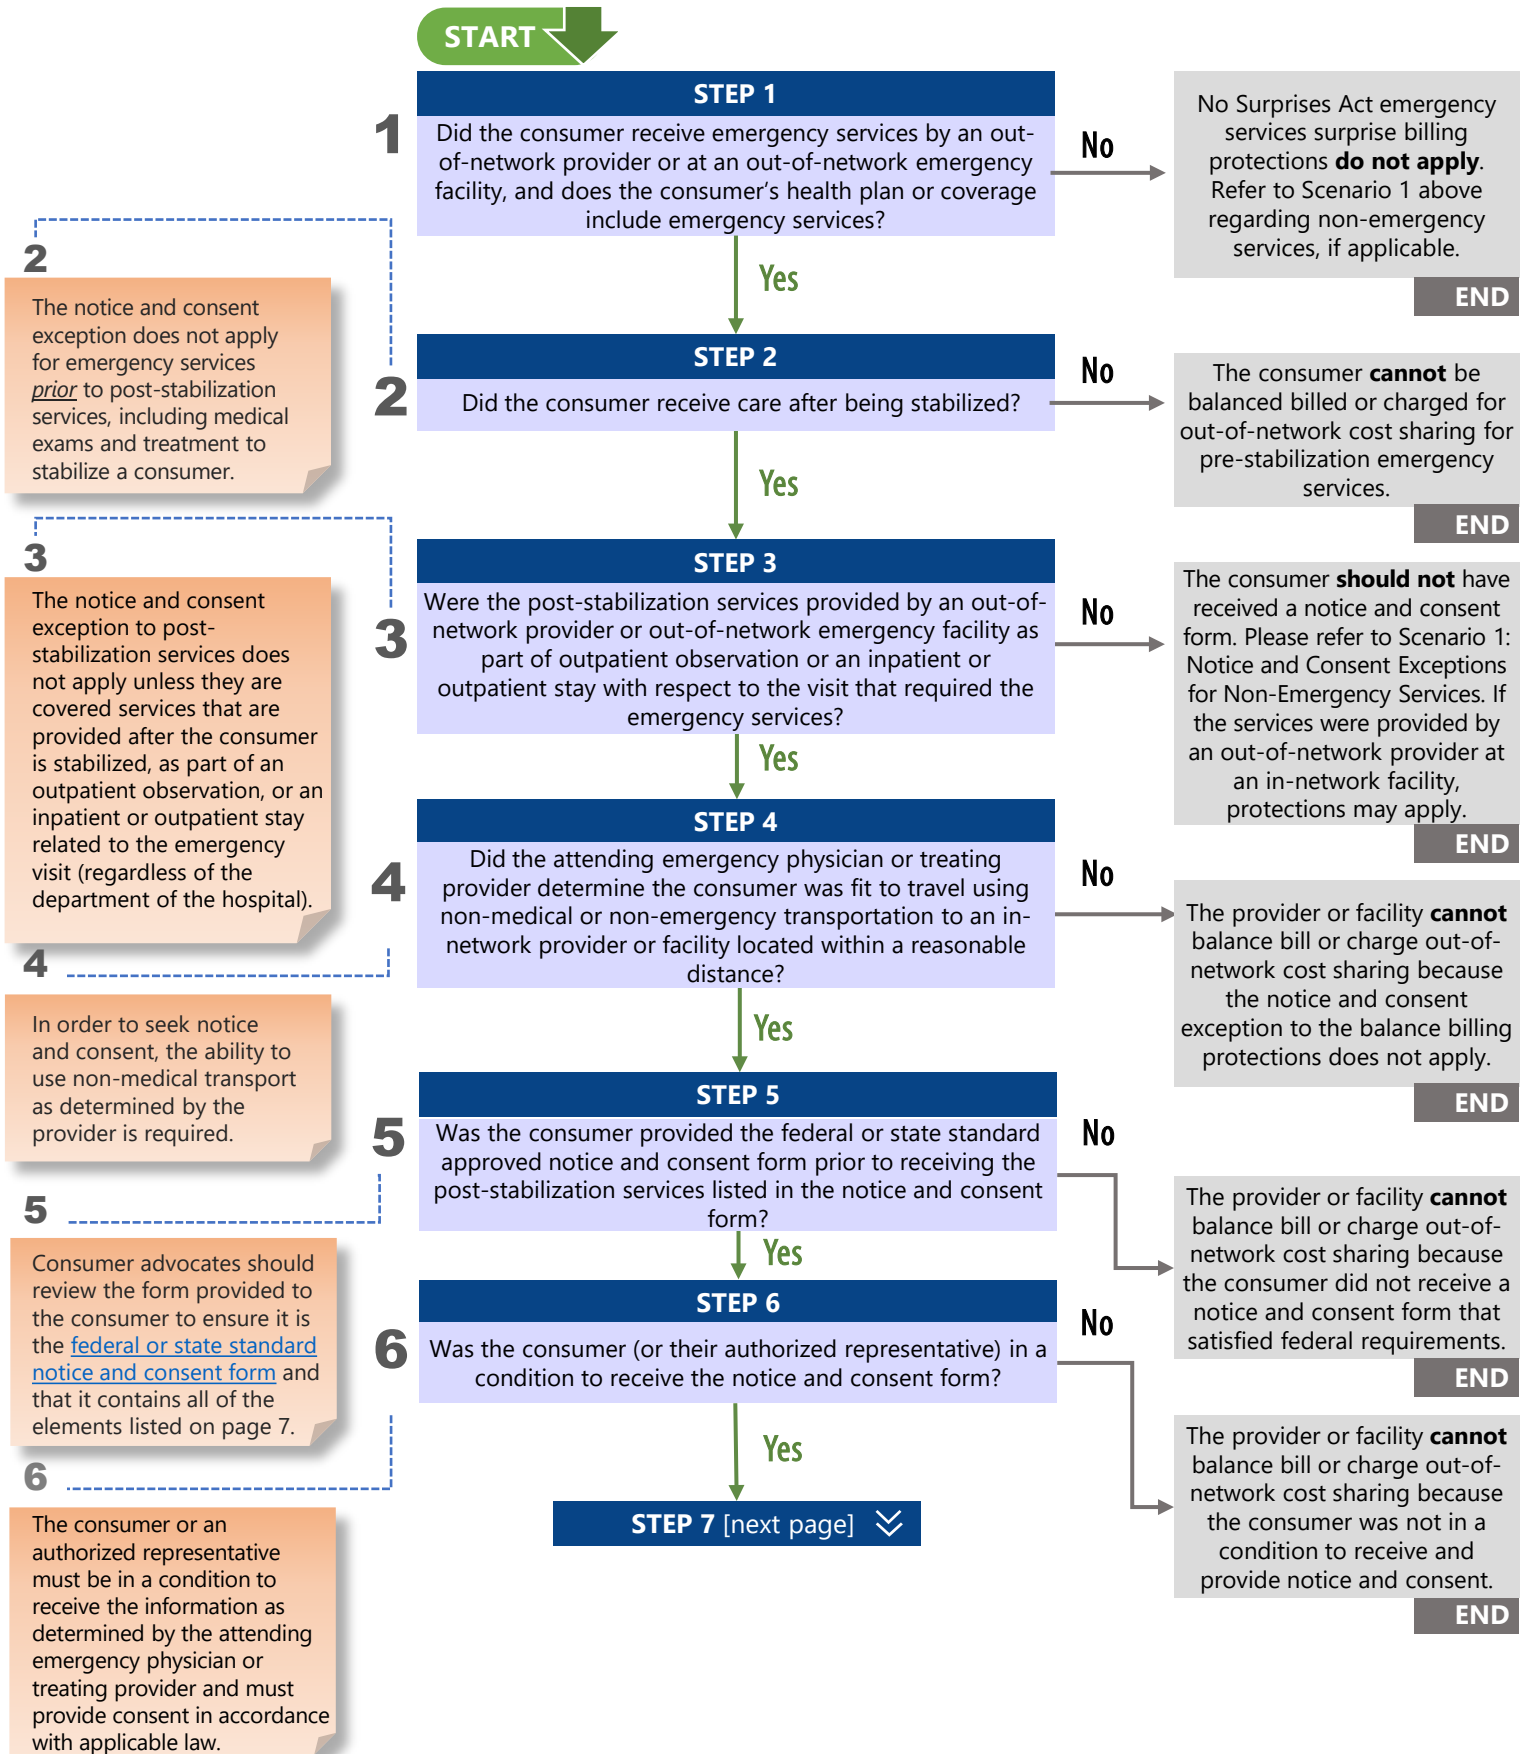 START
STEP 1
1
Did the consumer receive emergency services by an out-
of-network provider or at an out-of-network emergency
facility, and does the consumer's health plan or coverage
include emergency services?
No
No Surprises Act emergency
services surprise billing
protections do not apply.
Refer to Scenario 1 above
regarding non-emergency
services, if applicable.
END
Yes
2
The notice and consent
exception does not apply
for emergency services
prior to post-stabilization
services, including medical
exams and treatment to
stabilize a consumer.
STEP 2
2
Did the consumer receive care after being stabilized?
No
The consumer cannot be
balanced billed or charged for
out-of-network cost sharing for
pre-stabilization emergency
services.
END
Yes
3
The notice and consent
exception to post-
stabilization services does
not apply unless they are
covered services that are
provided after the consumer
is stabilized, as part of an
outpatient observation, or an
inpatient or outpatient stay
related to the emergency
visit (regardless of the
department of the hospital).
STEP 3
3
Were the post-stabilization services provided by an out-of-
network provider or out-of-network emergency facility as
part of outpatient observation or an inpatient or
outpatient stay with respect to the visit that required the
emergency services?
No
The consumer should not have
received a notice and consent
form. Please refer to Scenario 1:
Notice and Consent Exceptions
for Non-Emergency Services. If
the services were provided by
an out-of-network provider at
an in-network facility,
protections may apply.
END
Yes
4
In order to seek notice
and consent, the ability to
use non-medical transport
as determined by the
provider is required.
STEP 4
4
Did the attending emergency physician or treating
provider determine the consumer was fit to travel using
non-medical or non-emergency transportation to an in-
network provider or facility located within a reasonable
distance?
No
The provider or facility cannot
balance bill or charge out-of-
network cost sharing because
the notice and consent
exception to the balance billing
protections does not apply.
END
Yes
5
Consumer advocates should
review the form provided to
the consumer to ensure it is
the federal or state standard
notice and consent form and
that it contains all of the
elements listed on page 7.
STEP 5
5
Was the consumer provided the federal or state standard
approved notice and consent form prior to receiving the
post-stabilization services listed in the notice and consent
form?
No
The provider or facility cannot
balance bill or charge out-of-
network cost sharing because
the consumer did not receive a
notice and consent form that
satisfied federal requirements.
END
Yes
6
The consumer or an
authorized representative
must be in a condition to
receive the information as
determined by the attending
emergency physician or
treating provider and must
provide consent in accordance
with applicable law.
STEP 6
6
Was the consumer (or their authorized representative) in a
condition to receive the notice and consent form?
No
The provider or facility cannot
balance bill or charge out-of-
network cost sharing because
the consumer was not in a
condition to receive and
provide notice and consent.
END
Yes
STEP 7 [next page]